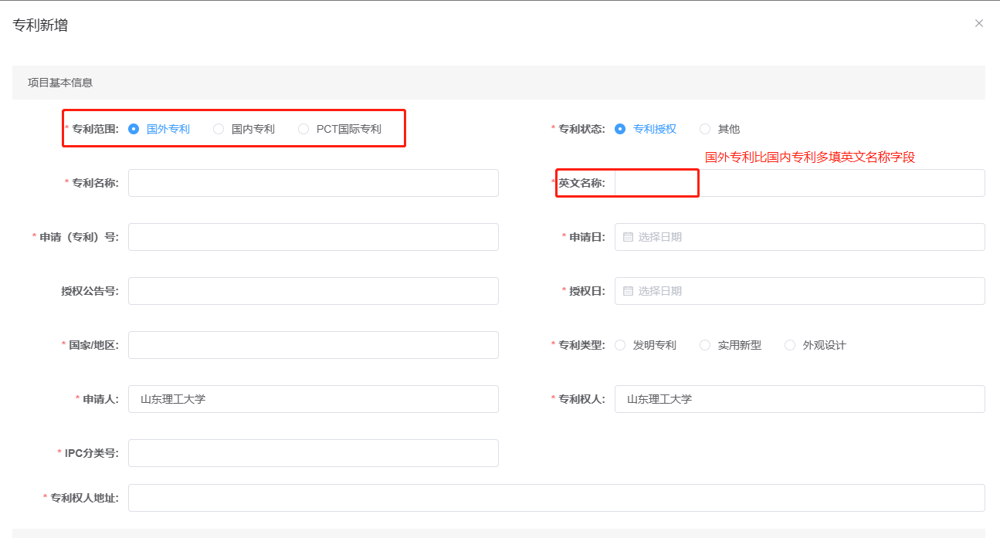 专利新增
项目基本信息
* 专利范围: 国外专利 国内专利 PCT国际专利 * 专利状态: 专利授权 其他
国外专利比国内专利多填英文名称字段
* 专利名称: * 英文名称:
* 申请（专利）号: * 申请日: 选择日期
授权公告号: * 授权日: 选择日期
* 国家/地区: * 专利类型: 发明专利 实用新型 外观设计
* 申请人: 山东理工大学 * 专利权人: 山东理工大学
* IPC分类号:
* 专利权人地址: